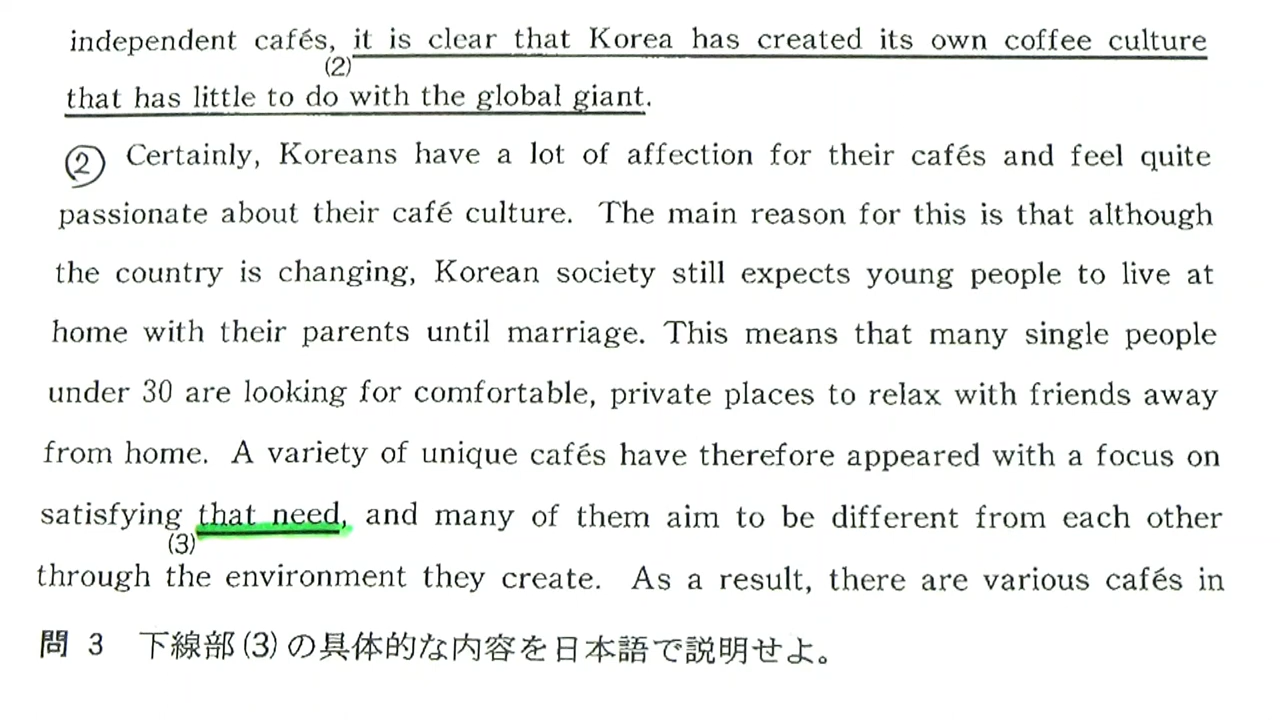 independent cafés, it is clear that Korea has created its own coffee culture
(2)
that has little to do with the global giant.
② Certainly, Koreans have a lot of affection for their cafés and feel quite
passionate about their café culture. The main reason for this is that although
the country is changing, Korean society still expects young people to live at
home with their parents until marriage. This means that many single people
under 30 are looking for comfortable, private places to relax with friends away
from home. A variety of unique cafés have therefore appeared with a focus on
satisfying that need, and many of them aim to be different from each other
(3)
through the environment they create. As a result, there are various cafés in
問 3 下線部(3)の具体的な内容を日本語で説明せよ。